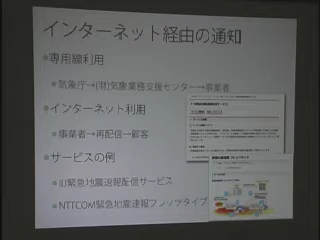 インターネット経由の通知
専用線利用
気象庁→(財)気象業務支援センター→事業者
インターネット利用
事業者→再配信→顧客
サービスの例
IIJ緊急地震速報配信サービス
NTTCOM緊急地震速報フレッツタイプ